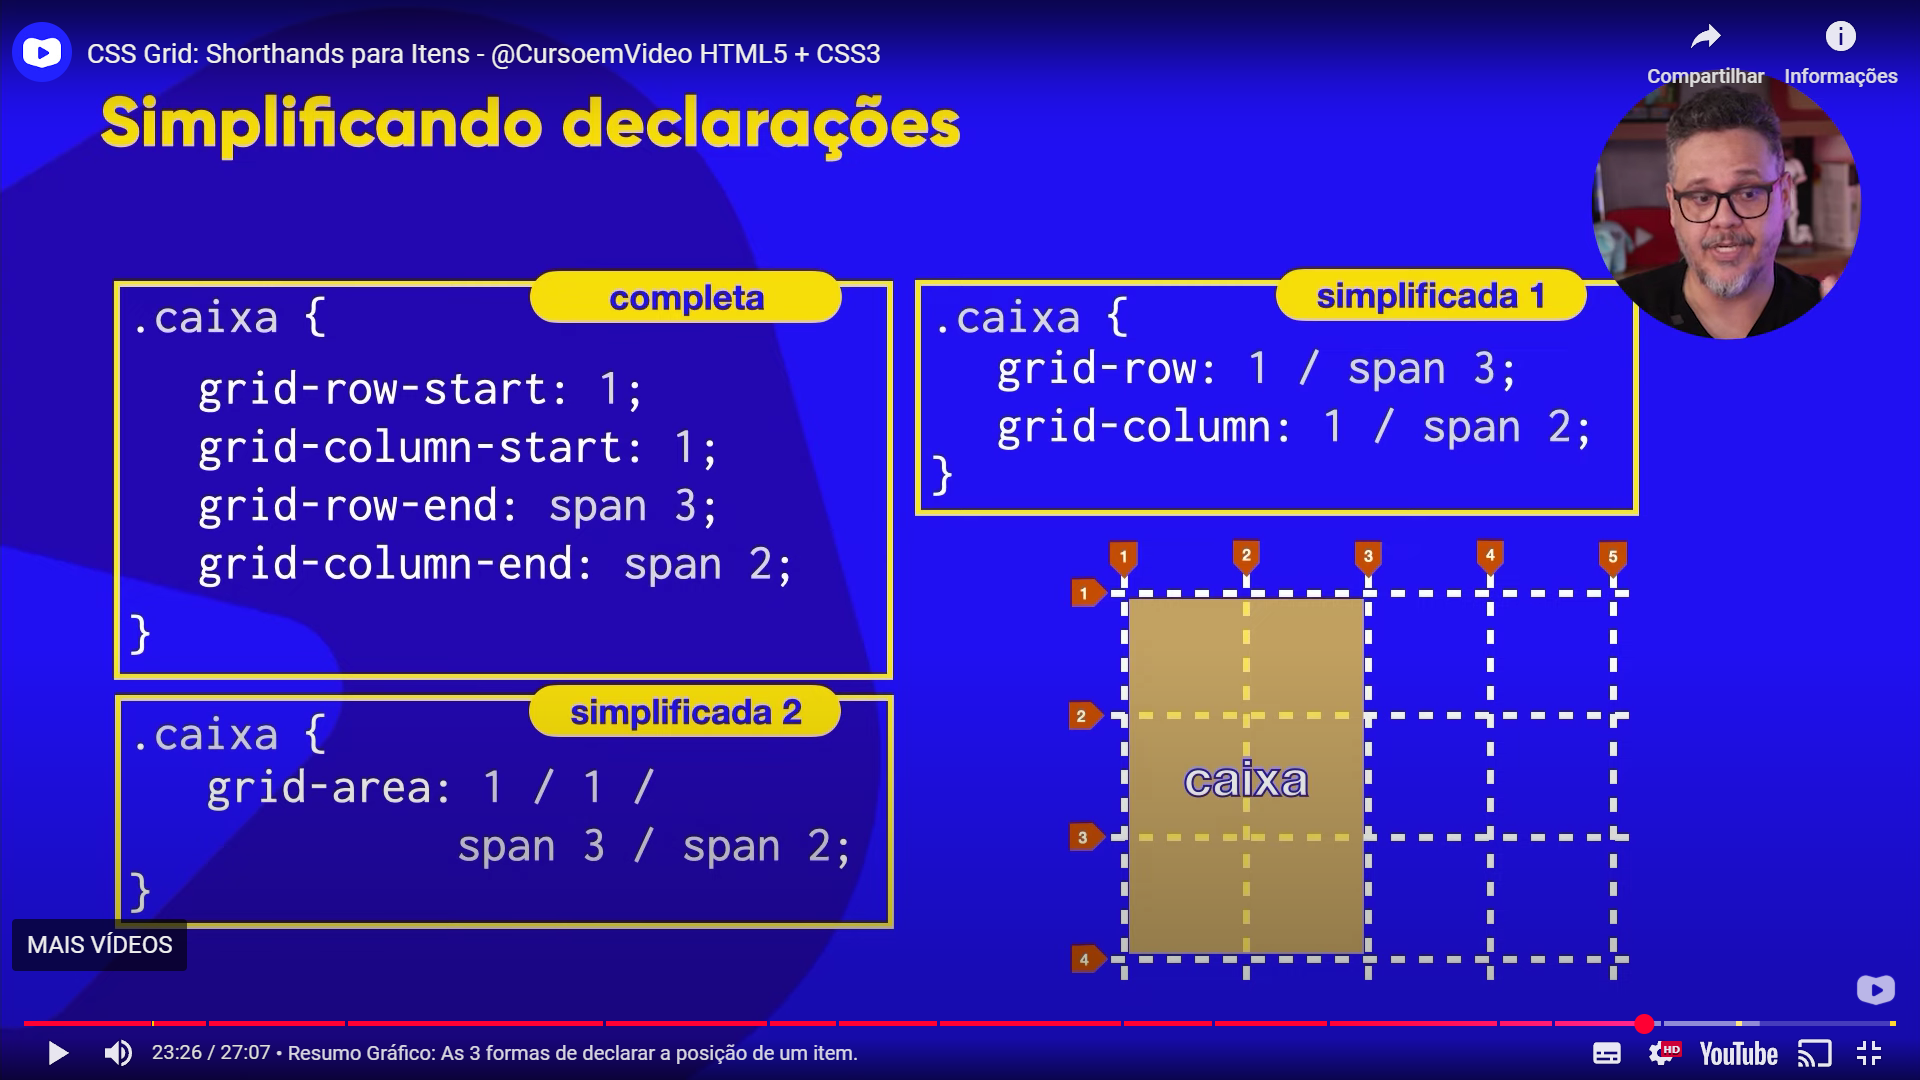 CSS Grid: Shorthands para Itens - @CursoemVideo HTML5 + CSS3
Compartilhar
Informações
Simplificando declarações
completa
.caixa {
grid-row-start: 1;
grid-column-start: 1;
grid-row-end: span 3;
grid-column-end: span 2;
}
simplificada 1
.caixa {
grid-row: 1 / span 3;
grid-column: 1 / span 2;
}
simplificada 2
.caixa {
grid-area: 1 / 1 /
span 3 / span 2;
}
1 2 3 4 5
1
2
caixa
3
4
MAIS VÍDEOS
23:26 / 27:07 • Resumo Gráfico: As 3 formas de declarar a posição de um item.
HD
YouTube